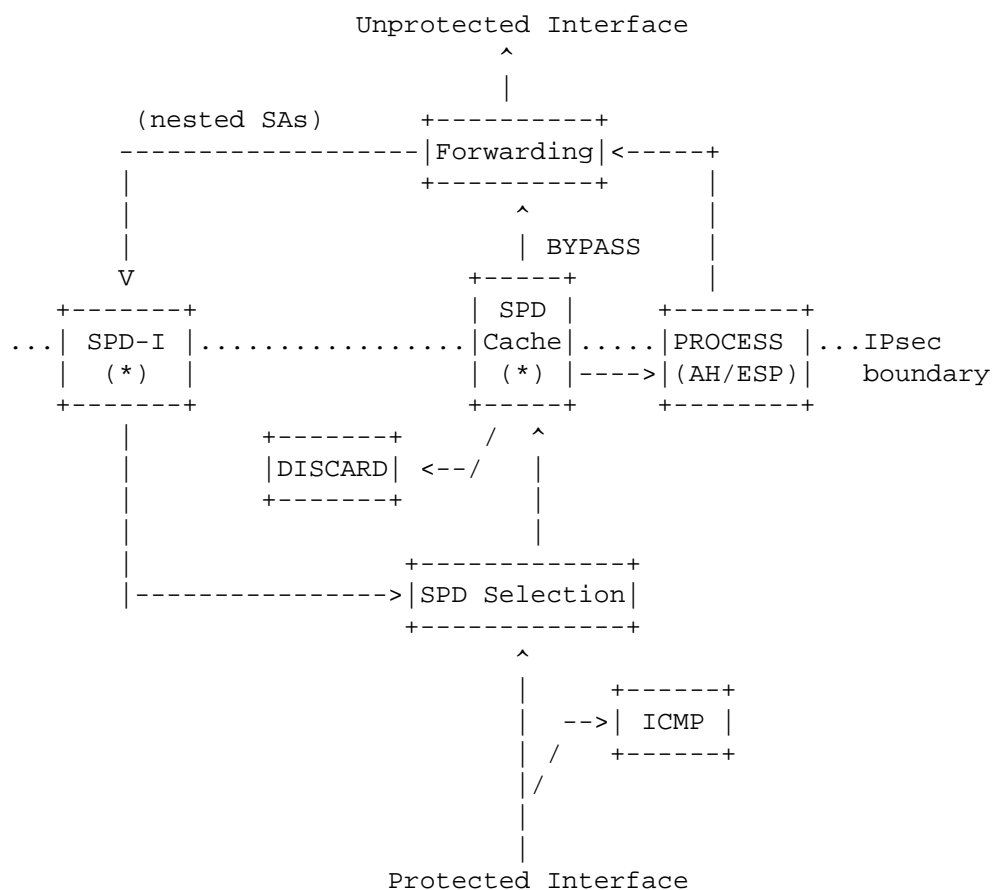 Unprotected Interface
(nested SAs)
Forwarding
BYPASS
SPD
SPD-I Cache PROCESS ...IPsec
(*) (*) (AH/ESP) boundary
DISCARD
SPD Selection
ICMP
Protected Interface